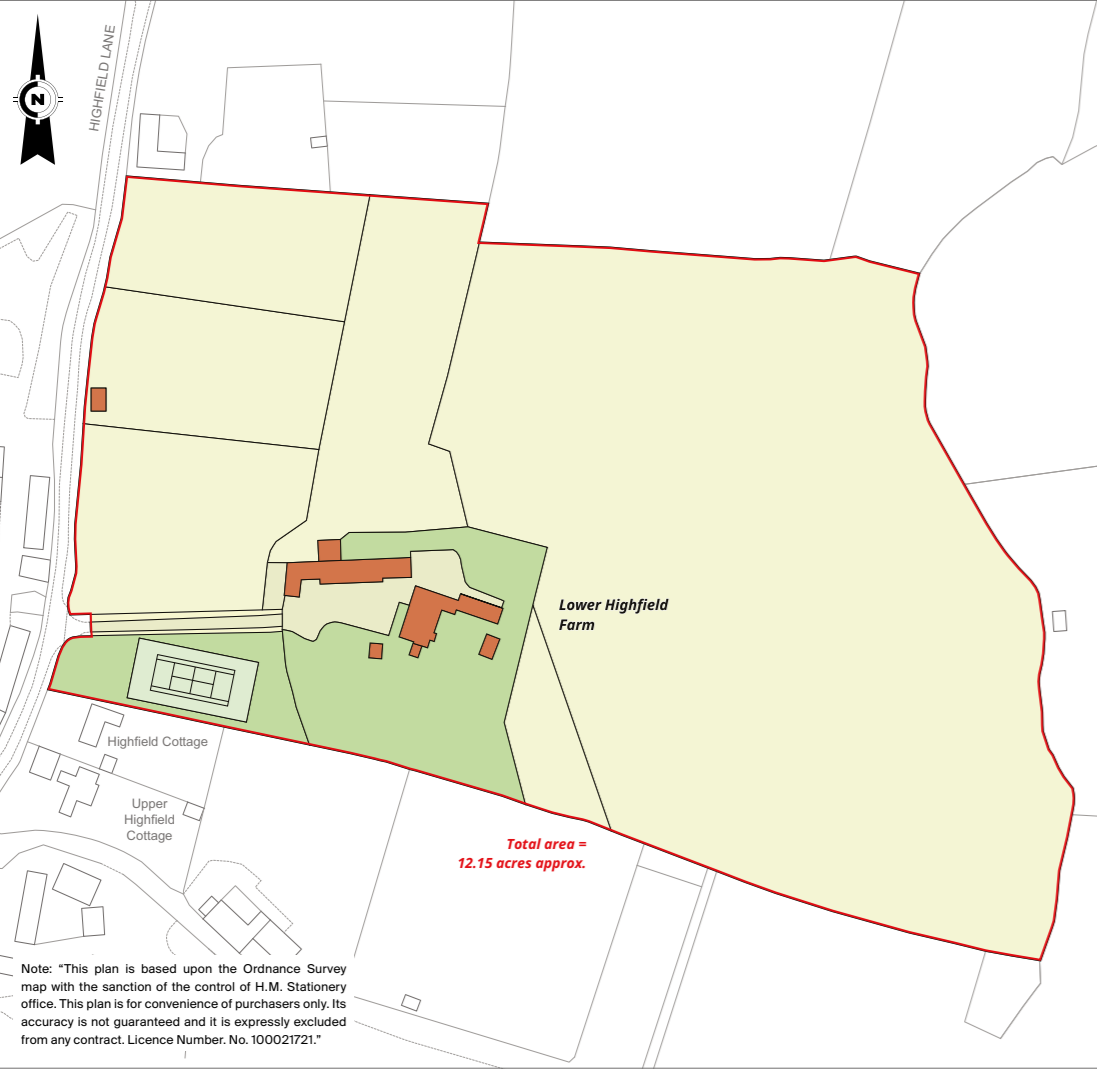 HIGHFIELD LANE
N
Lower Highfield
Farm
Highfield Cottage
Upper
Highfield
Cottage
Total area =
12.15 acres approx.
Note: “This plan is based upon the Ordnance Survey
map with the sanction of the control of H.M. Stationery
office. This plan is for convenience of purchasers only. Its
accuracy is not guaranteed and it is expressly excluded
from any contract. Licence Number. No. 100021721.”